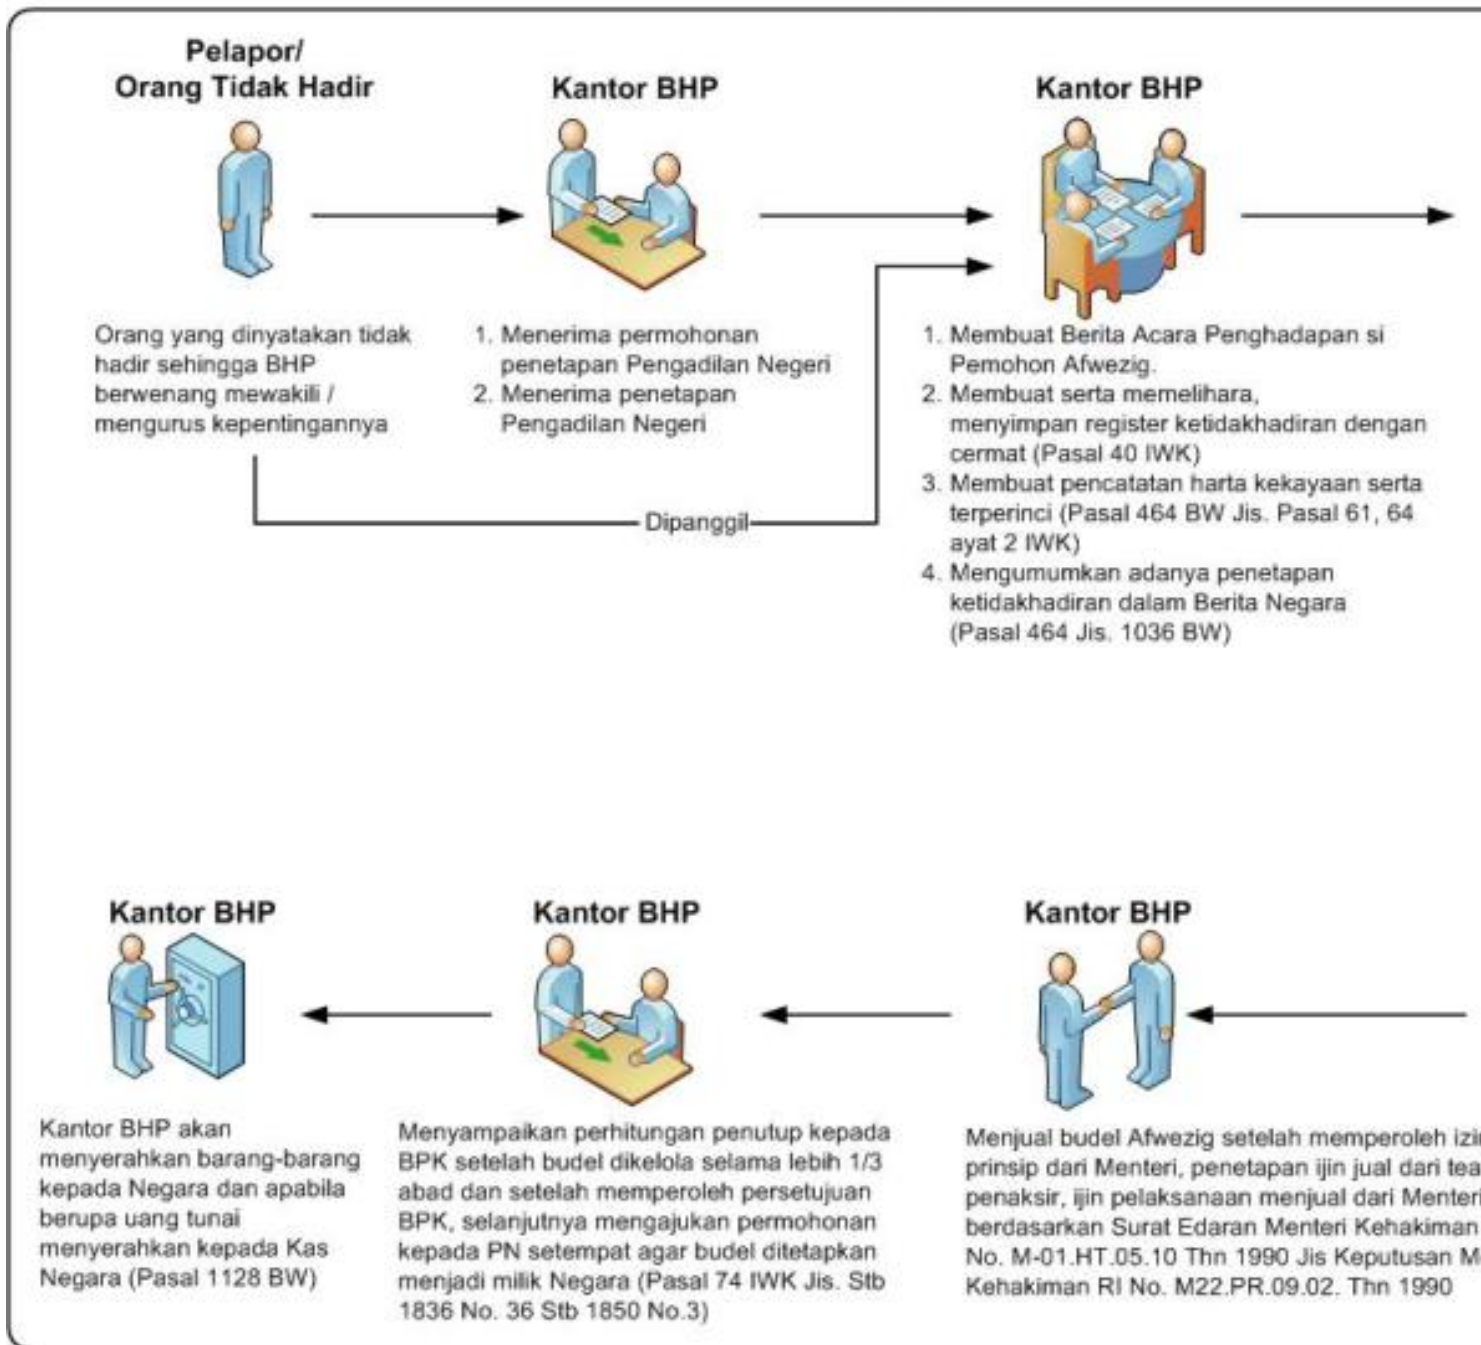 Pelapor/
Orang Tidak Hadir
Orang yang dinyatakan tidak
hadir sehingga BHP
berwenang mewakili /
mengurus kepentingannya
Kantor BHP
1. Menerima permohonan
penetapan Pengadilan Negeri
2. Menerima penetapan
Pengadilan Negeri
Dipanggil
Kantor BHP
1. Membuat Berita Acara Penghadapan si
Pemohon Afwezig.
2. Membuat serta memelihara,
menyimpan register ketidakhadiran dengan
cermat (Pasal 40 IWK)
3. Membuat pencatatan harta kekayaan serta
terperinci (Pasal 464 BW Jis. Pasal 61, 64
ayat 2 IWK)
4. Mengumumkan adanya penetapan
ketidakhadiran dalam Berita Negara
(Pasal 464 Jis. 1036 BW)
Kantor BHP
Kantor BHP akan
menyerahkan barang-barang
kepada Negara dan apabila
berupa uang tunai
menyerahkan kepada Kas
Negara (Pasal 1128 BW)
Kantor BHP
Menyampaikan perhitungan penutup kepada
BPK setelah budel dikelola selama lebih 1/3
abad dan setelah memperoleh persetujuan
BPK, selanjutnya mengajukan permohonan
kepada PN setempat agar budel ditetapkan
menjadi milik Negara (Pasal 74 IWK Jis. Stb
1836 No. 36 Stb 1850 No.3)
Kantor BHP
Menjual budel Afwezig setelah memperoleh
prinsip dari Menteri, penetapan ijin jual dari
penaksir, ijin pelaksanaan menjual dari Menteri
berdasarkan Surat Edaran Menteri Kehakiman
No. M-01.HT.05.10 Thn 1990 Jis Keputusan
Kehakiman RI No. M22.PR.09.02. Thn 1990